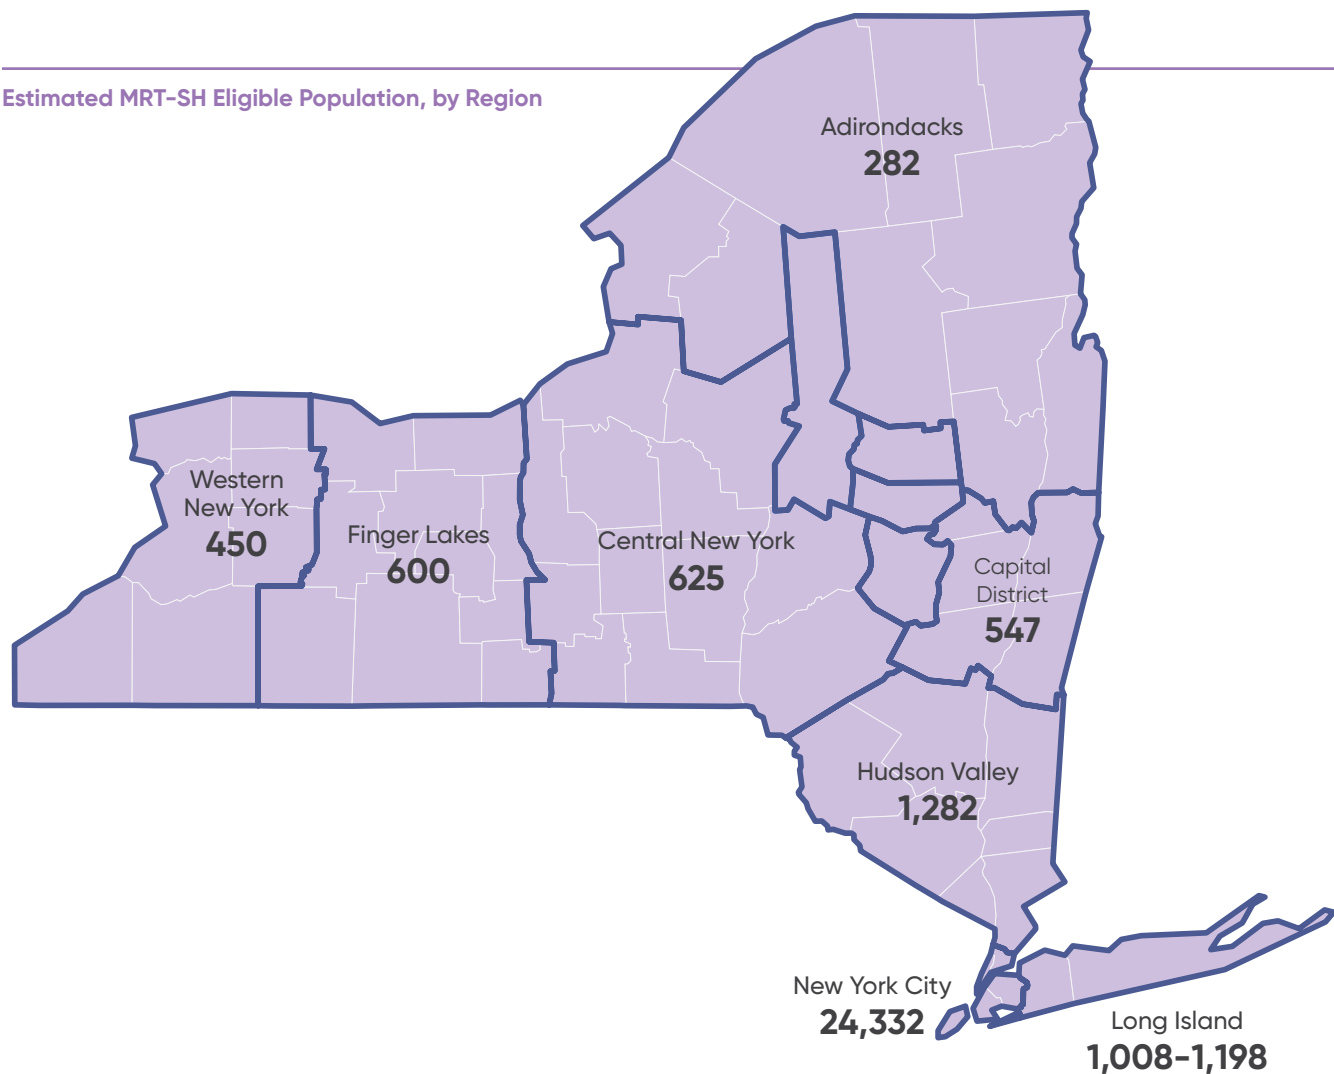 Estimated MRT-SH Eligible Population, by Region
Adirondacks
282
Western
New York
450
Finger Lakes
600
Central New York
625
Capital
District
547
Hudson Valley
1,282
New York City
24,332
Long Island
1,008-1,198